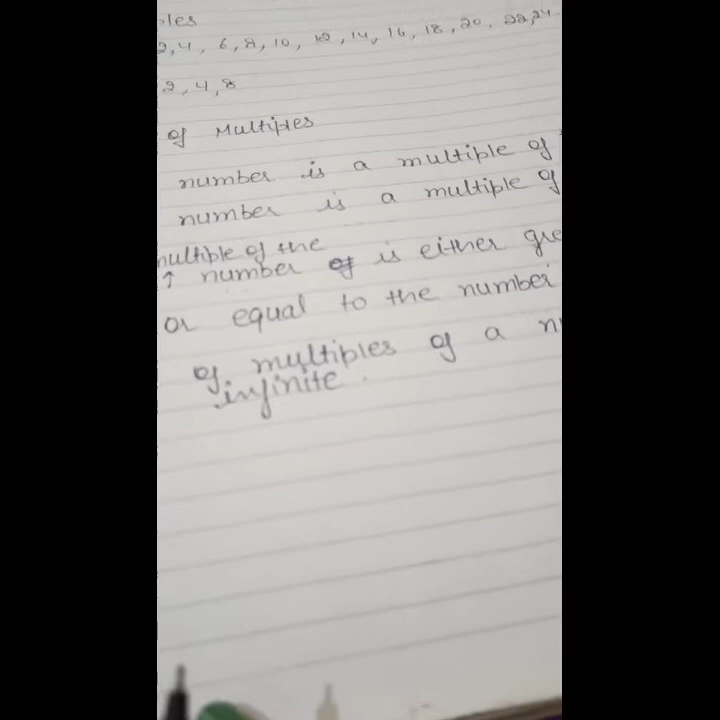 ples
2,4, 6,8,10, 12,14, 16,18,20, 22,24
2,4,8
of Multiples
number is a multiple of
number is a multiple of
multiple of the
↑ number is either gre
or equal to the number
of multiples of a n
infinite.